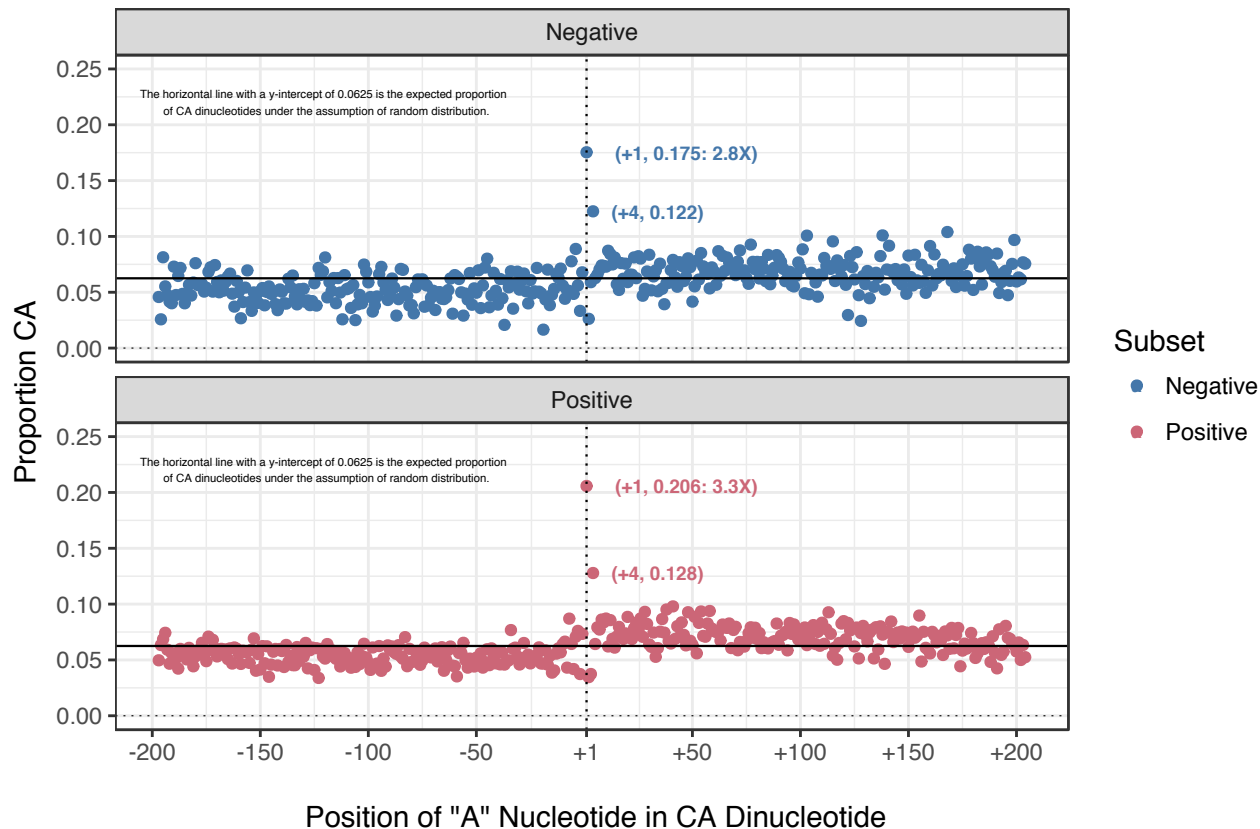 Negative
0.25
The horizontal line with a y-intercept of 0.0625 is the expected proportion
of CA dinucleotides under the assumption of random distribution.
0.20
(+1, 0.175: 2.8X)
0.15
(+4, 0.122)
0.10
0.05
0.00
Proportion CA
Subset
Negative
Positive
Positive
0.25
The horizontal line with a y-intercept of 0.0625 is the expected proportion
of CA dinucleotides under the assumption of random distribution.
0.20
(+1, 0.206: 3.3X)
0.15
(+4, 0.128)
0.10
0.05
0.00
-200 -150 -100 -50 +1 +50 +100 +150 +200
Position of "A" Nucleotide in CA Dinucleotide